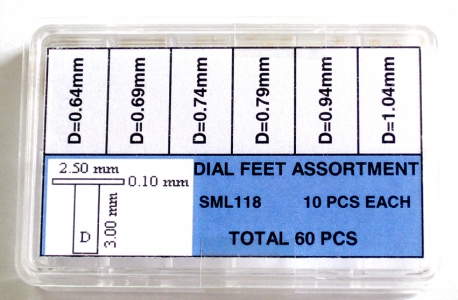 D=0.64mm
D=0.69mm
D=0.74mm
D=0.79mm
D=0.94mm
D=1.04mm
DIAL FEET ASSORTMENT
SML118 10 PCS EACH
TOTAL 60 PCS
2.50 mm
0.10 mm
3.00 mm
D